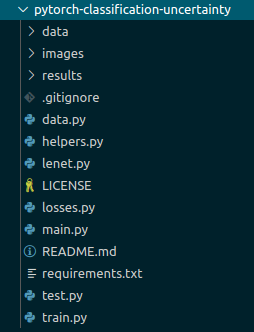 pytorch-classification-uncertainty
data
images
results
.gitignore
data.py
helpers.py
lenet.py
LICENSE
losses.py
main.py
README.md
requirements.txt
test.py
train.py